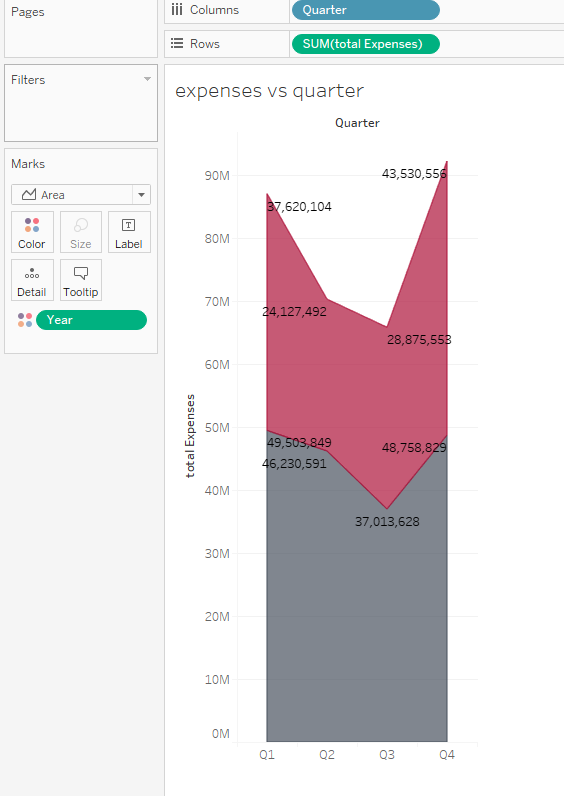 Pages
Columns
Quarter
Rows
SUM(total Expenses)
Filters
Marks
Area
Color
Size
Label
Detail
Tooltip
Year
expenses vs quarter
Quarter
total Expenses
90M
80M
70M
60M
50M
40M
30M
20M
10M
0M
43,530,556
37,620,104
24,127,492
28,875,553
49,503,849
48,758,829
46,230,591
37,013,628
Q1
Q2
Q3
Q4